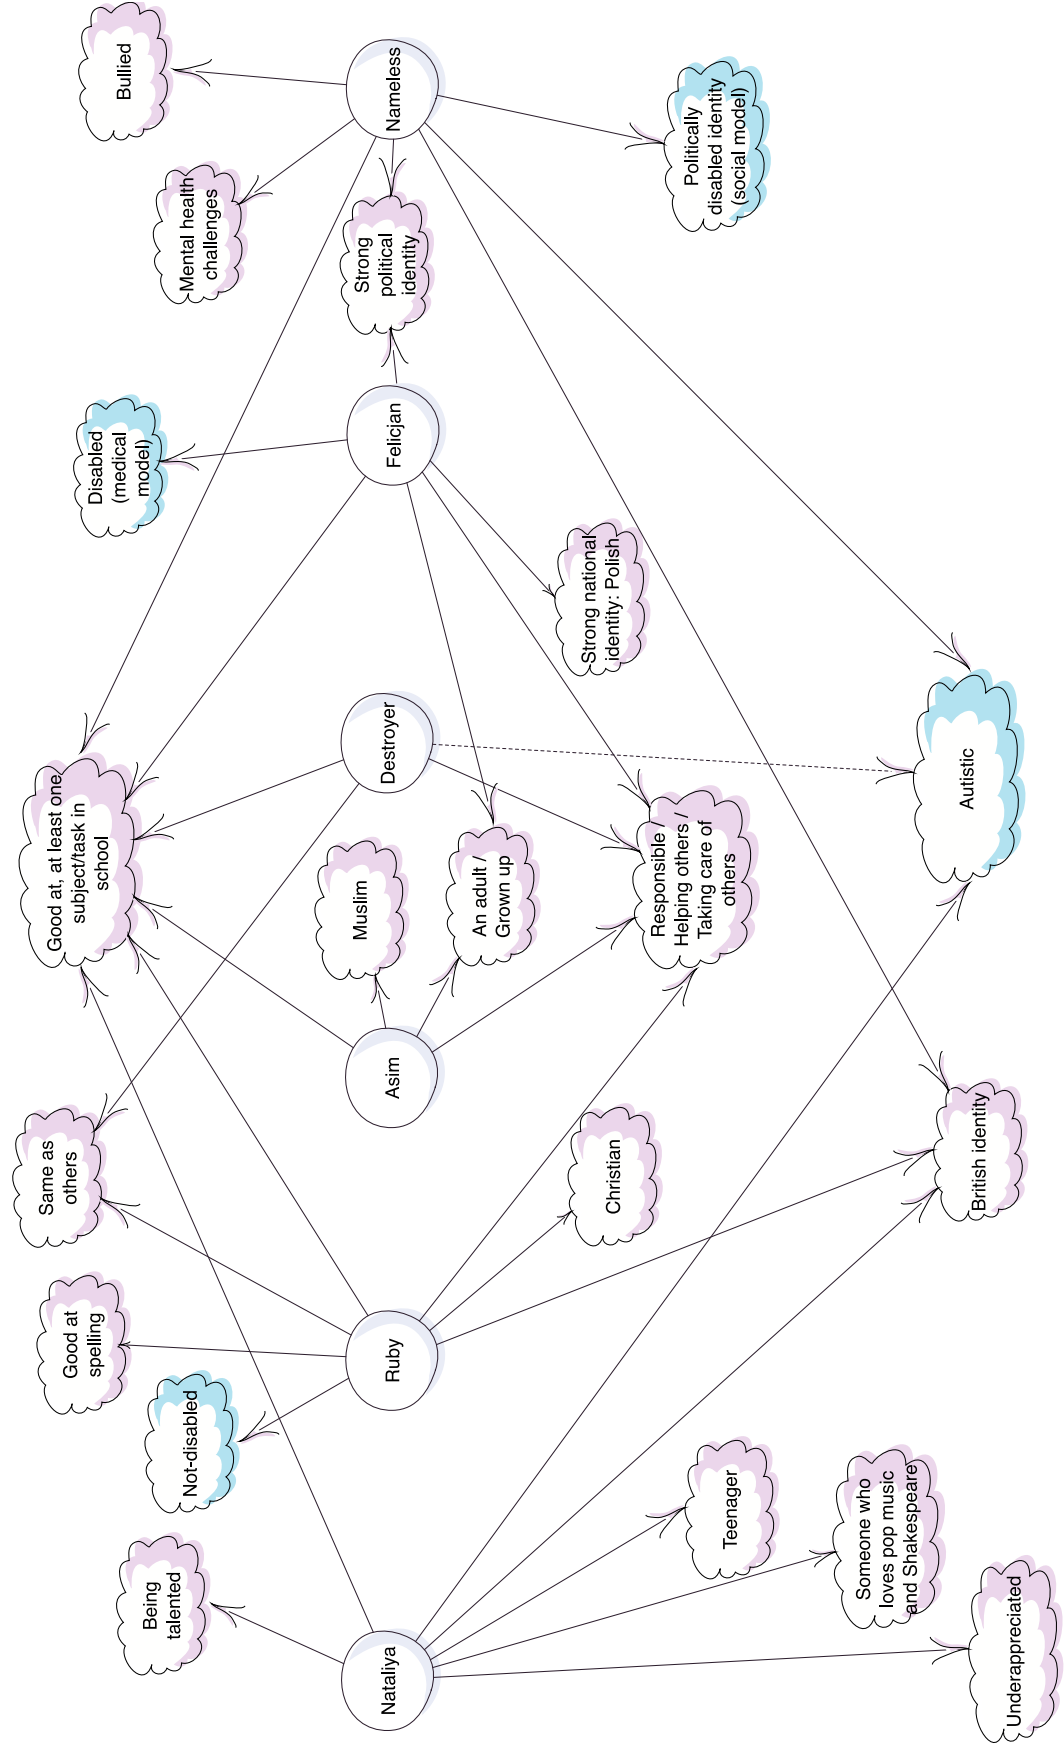 Being
talented
Not-disabled
Good at
spelling
Same as
others
Good at, at least one
subject/task in
school
Disabled
(medical
model)
Mental health
challenges
Bullied
Nataliya
Ruby
Asim
Muslim
Destroyer
Felicjan
Strong
political
identity
Nameless
An adult /
Grown up
Christian
Strong national
identity: Polish
Teenager
Responsible /
Helping others /
Taking care of
others
Politically
disabled identity
(social model)
Someone who
loves pop music
and Shakespeare
Underappreciated
British identity
Autistic